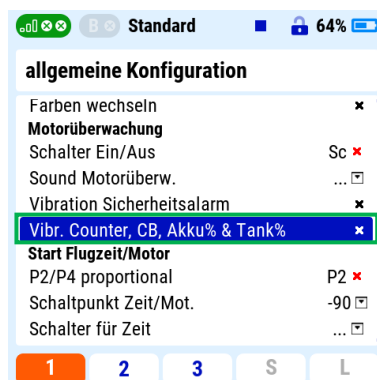 B Standard 64%
allgemeine Konfiguration
Farben wechseln
Motorüberwachung
Schalter Ein/Aus Sc
Sound Motorüberw. ...
Vibration Sicherheitsalarm
Vibr. Counter, CB, Akku% & Tank%
Start Flugzeit/Motor
P2/P4 proportional P2
Schaltpunkt Zeit/Mot. -90
Schalter für Zeit ...
1 2 3 S L